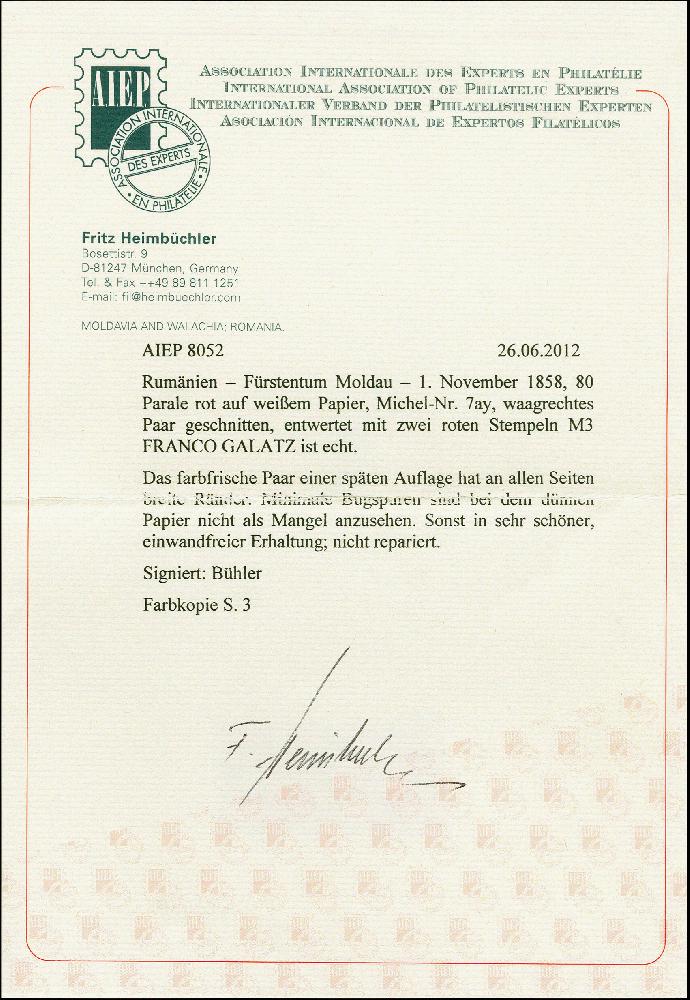 AIEP
ASSOCIATION INTERNATIONALE
DES EXPERTS
• EN PHILATÉLIE •
ASSOCIATION INTERNATIONALE DES EXPERTS EN PHILATÉLIE
INTERNATIONAL ASSOCIATION OF PHILATELIC EXPERTS
INTERNATIONALER VERBAND DER PHILATELISTISCHEN EXPERTEN
ASOCIACIÓN INTERNACIONAL DE EXPERTOS FILATÉLICOS
Fritz Heimbüchler
Bosettistr. 9
D-81247 München, Germany
Tel. & Fax ++49 89 811 1251
E-mail: fil@heimbuechler.com
MOLDAVIA AND WALACHIA; ROMANIA.
AIEP 8052 26.06.2012
Rumänien – Fürstentum Moldau – 1. November 1858, 80
Parale rot auf weißem Papier, Michel-Nr. 7ay, waagrechtes
Paar geschnitten, entwertet mit zwei roten Stempeln M3
FRANCO GALATZ ist echt.
Das farbfrische Paar einer späten Auflage hat an allen Seiten
breite Ränder. Minimale Bugspuren sind bei dem dünnen
Papier nicht als Mangel anzusehen. Sonst in sehr schöner,
einwandfreier Erhaltung; nicht repariert.
Signiert: Bühler
Farbkopie S. 3